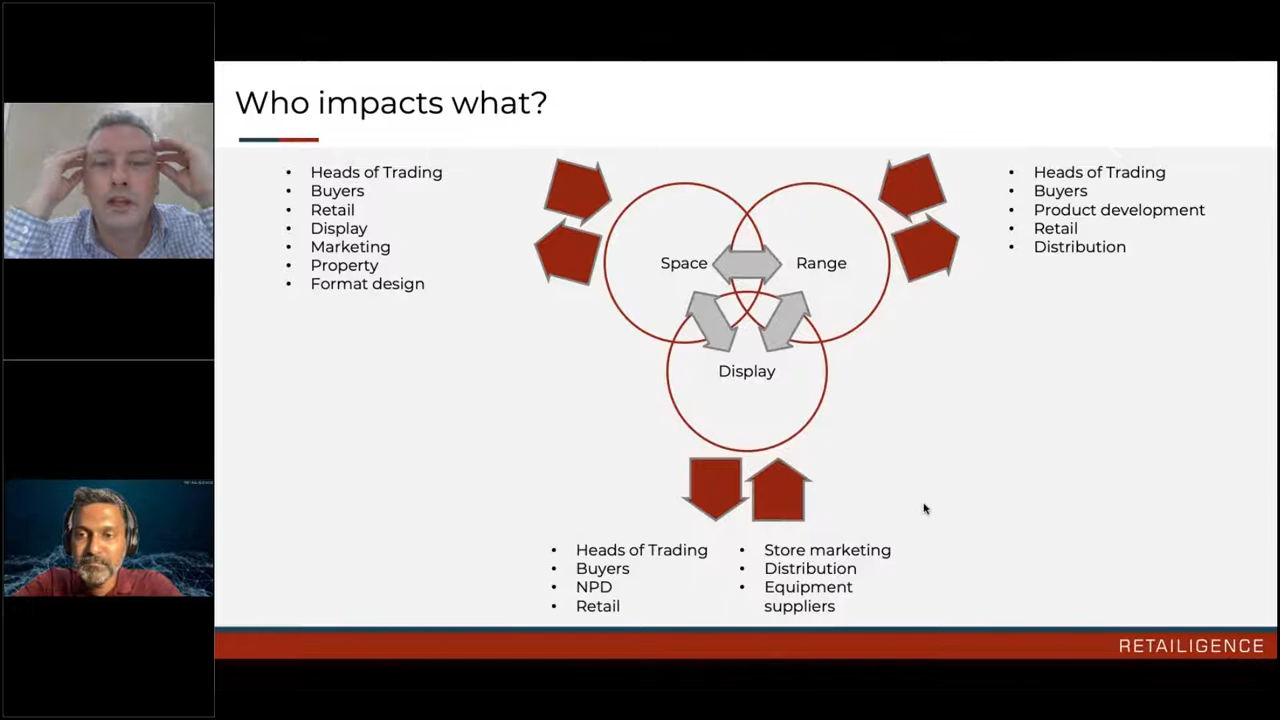 Who impacts what?
• Heads of Trading
• Buyers
• Retail
• Display
• Marketing
• Property
• Format design
Space
Range
Display
• Heads of Trading
• Buyers
• Product development
• Retail
• Distribution
• Heads of Trading
• Buyers
• NPD
• Retail
• Store marketing
• Distribution
• Equipment
suppliers
RETAILIGENCE
RETAILIGENCE